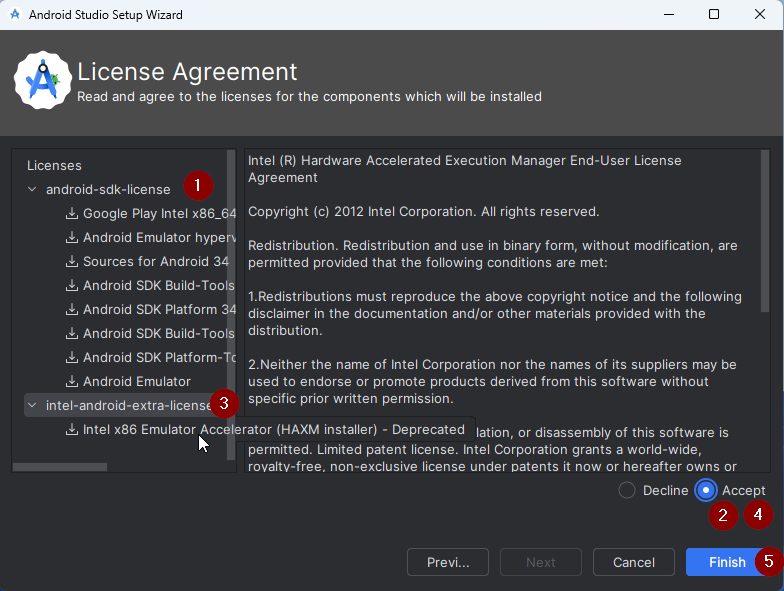 Android Studio Setup Wizard
License Agreement
Read and agree to the licenses for the components which will be installed
Licenses
android-sdk-license
1
Google Play Intel x86_64
Android Emulator hyperv
Sources for Android 34
Android SDK Build-Tools
Android SDK Platform 34
Android SDK Build-Tools
Android SDK Platform-To
Android Emulator
intel-android-extra-license
3
Intel x86 Emulator Accelerator (HAXM installer) - Deprecated
Intel (R) Hardware Accelerated Execution Manager End-User License
Agreement
Copyright (c) 2012 Intel Corporation. All rights reserved.
Redistribution. Redistribution and use in binary form, without modification, are
permitted provided that the following conditions are met:
1.Redistributions must reproduce the above copyright notice and the following
disclaimer in the documentation and/or other materials provided with the
distribution.
2.Neither the name of Intel Corporation nor the names of its suppliers may be
used to endorse or promote products derived from this software without
specific prior written permission.
lation, or disassembly of this software is
permitted. Limited patent license. Intel Corporation grants a world-wide,
royalty-free, non-exclusive license under patents it now or hereafter owns or
Decline Accept
2 4
Previ... Next Cancel Finish 5